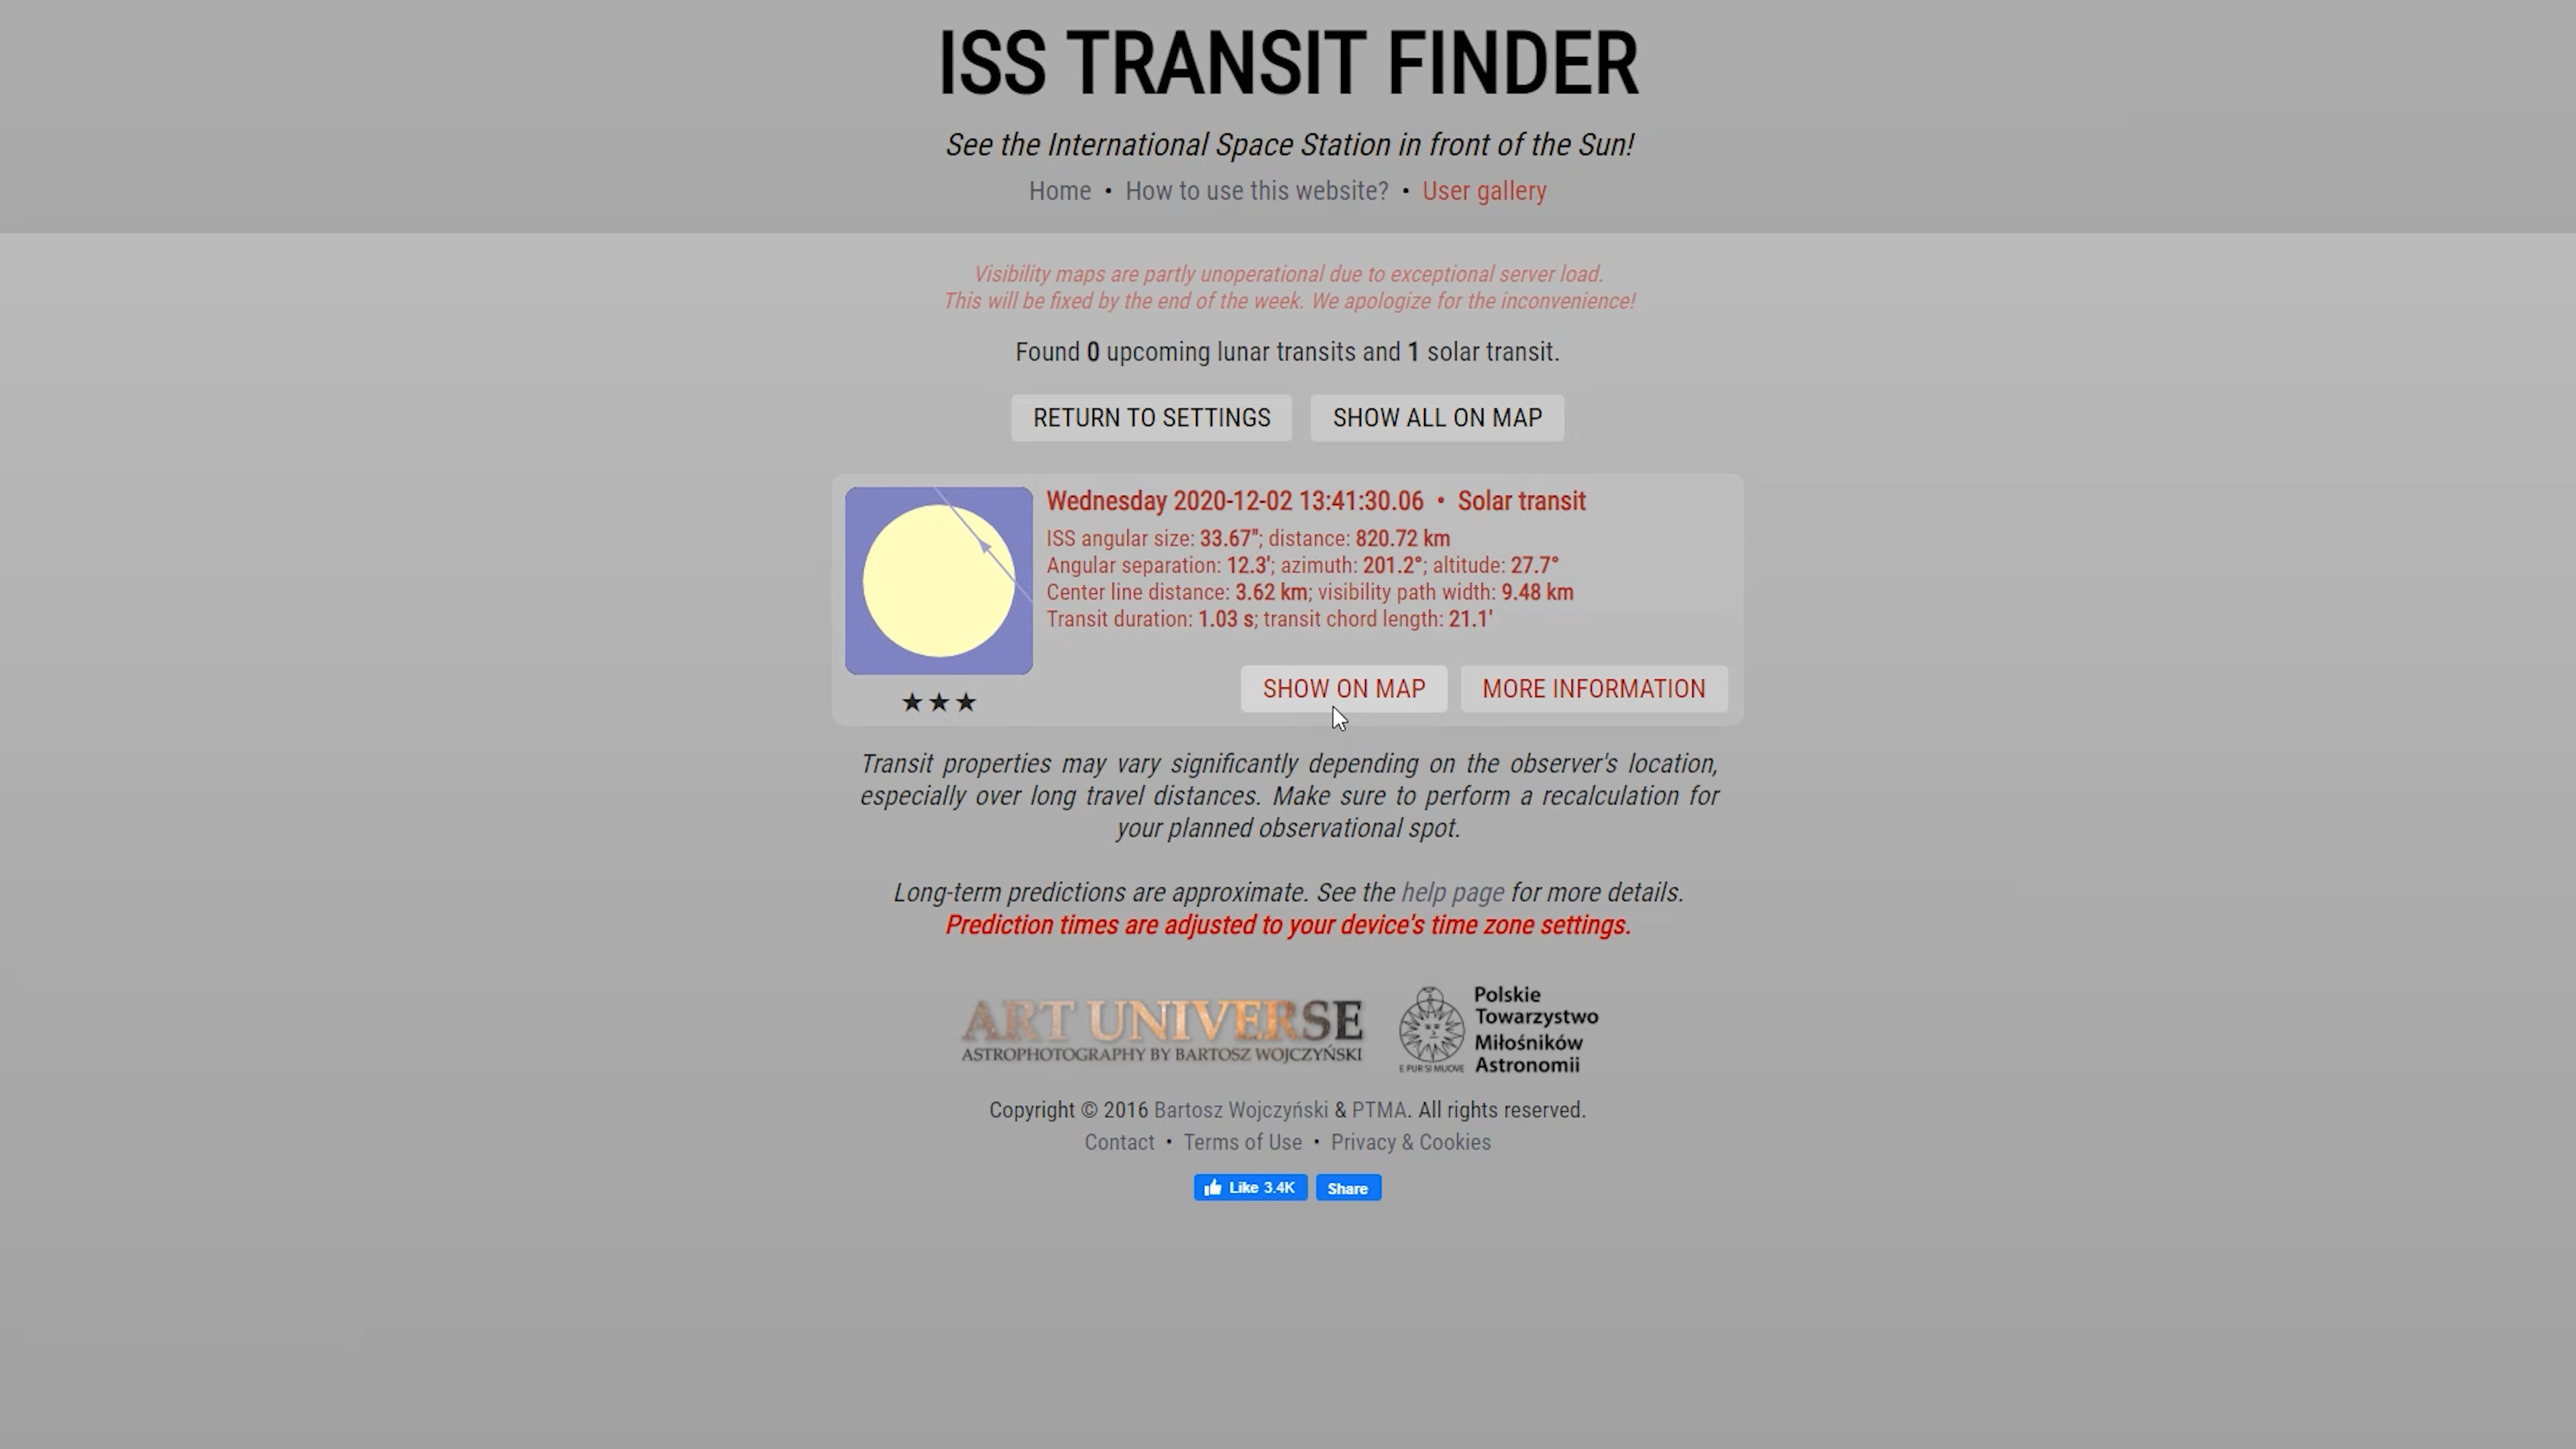 ISS TRANSIT FINDER
See the International Space Station in front of the Sun!
Home • How to use this website? • User gallery
Visibility maps are partly unoperational due to exceptional server load.
This will be fixed by the end of the week. We apologize for the inconvenience!
Found 0 upcoming lunar transits and 1 solar transit.
RETURN TO SETTINGS SHOW ALL ON MAP
Wednesday 2020-12-02 13:41:30.06 • Solar transit
ISS angular size: 33.67"; distance: 820.72 km
Angular separation: 12.3'; azimuth: 201.2°; altitude: 27.7°
Center line distance: 3.62 km; visibility path width: 9.48 km
Transit duration: 1.03 s; transit chord length: 21.1'
★★★
SHOW ON MAP MORE INFORMATION
Transit properties may vary significantly depending on the observer's location,
especially over long travel distances. Make sure to perform a recalculation for
your planned observational spot.
Long-term predictions are approximate. See the help page for more details.
Prediction times are adjusted to your device's time zone settings.
ART UNIVERSE
ASTROPHOTOGRAPHY BY BARTOSZ WOJCZYŃSKI
E PUR SI MUOVE
Polskie
Towarzystwo
Miłośników
Astronomii
Copyright © 2016 Bartosz Wojczyński & PTMA. All rights reserved.
Contact • Terms of Use • Privacy & Cookies
Like 3.4K Share